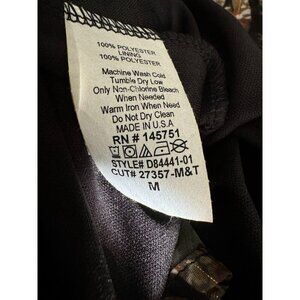 100% POLYESTER
LINING
100% POLYESTER
Machine Wash Cold
Tumble Dry Low
Only Non-Chlorine Bleach
When Needed
Warm Iron When Needed
Do Not Dry Clean
MADE IN U.S.A
RN # 145751
STYLE# D84441-01
CUT# 27357-M&T
M